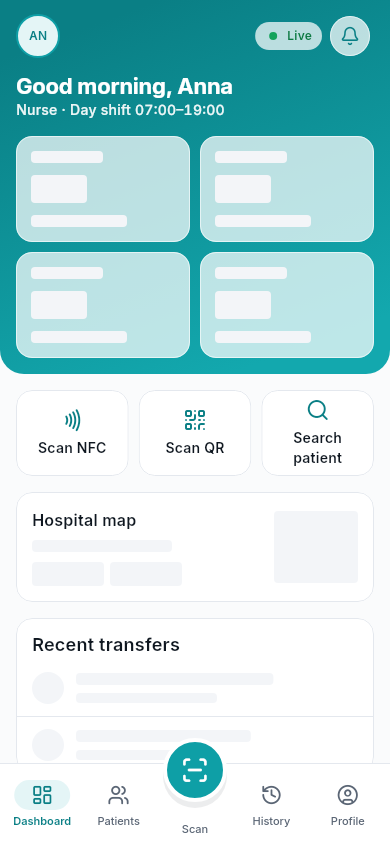 AN
Live
Good morning, Anna
Nurse · Day shift 07:00–19:00
Scan NFC
Scan QR
Search
patient
Hospital map
Recent transfers
Dashboard
Patients
Scan
History
Profile